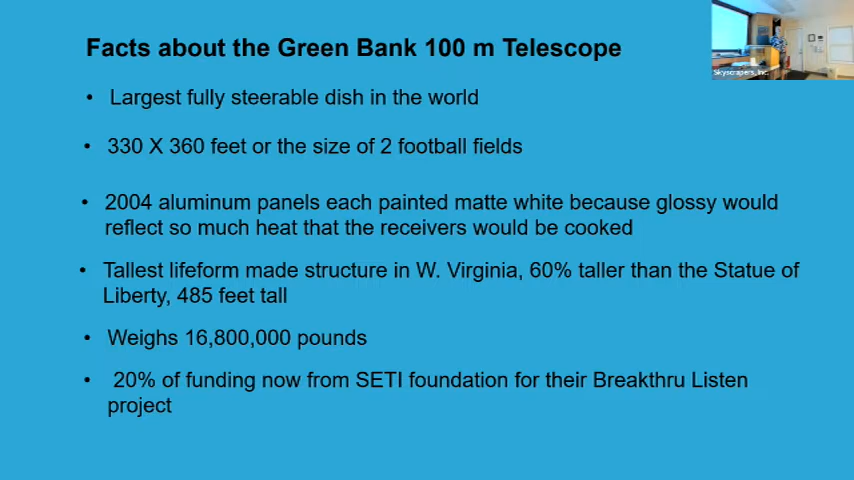 Facts about the Green Bank 100 m Telescope
Skyscrapers, Inc.
• Largest fully steerable dish in the world
• 330 X 360 feet or the size of 2 football fields
• 2004 aluminum panels each painted matte white because glossy would
reflect so much heat that the receivers would be cooked
• Tallest lifeform made structure in W. Virginia, 60% taller than the Statue of
Liberty, 485 feet tall
• Weighs 16,800,000 pounds
• 20% of funding now from SETI foundation for their Breakthru Listen
project